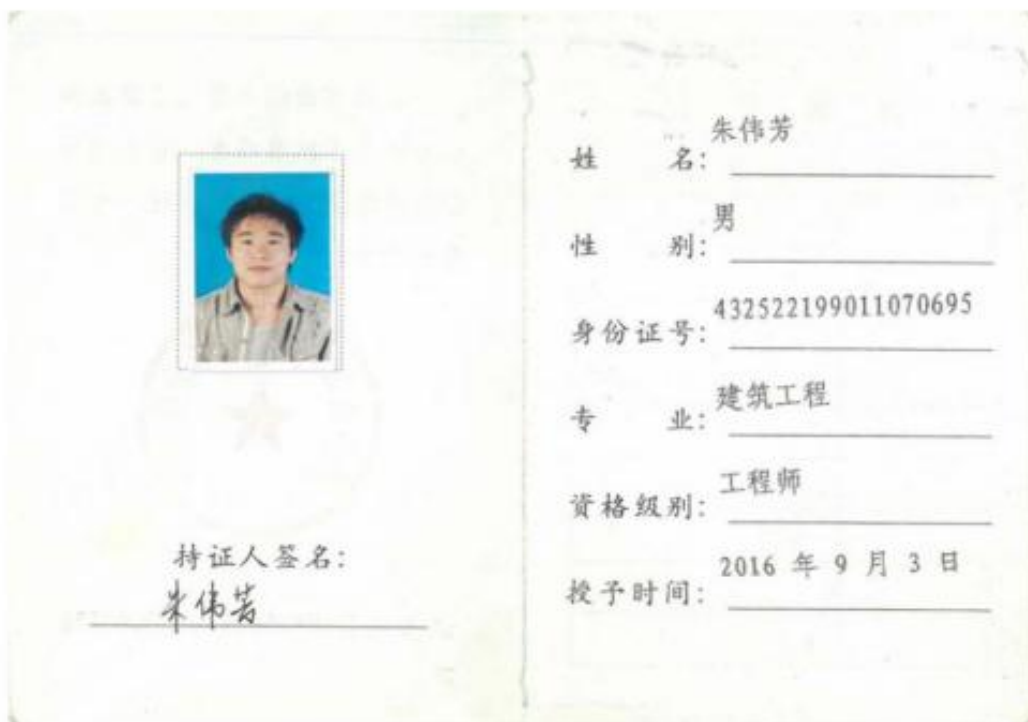 持证人签名:
朱伟芳
姓 名: 朱伟芳
性 别: 男
身份证号: 432522199011070695
专 业: 建筑工程
资格级别: 工程师
授予时间: 2016 年 9 月 3 日